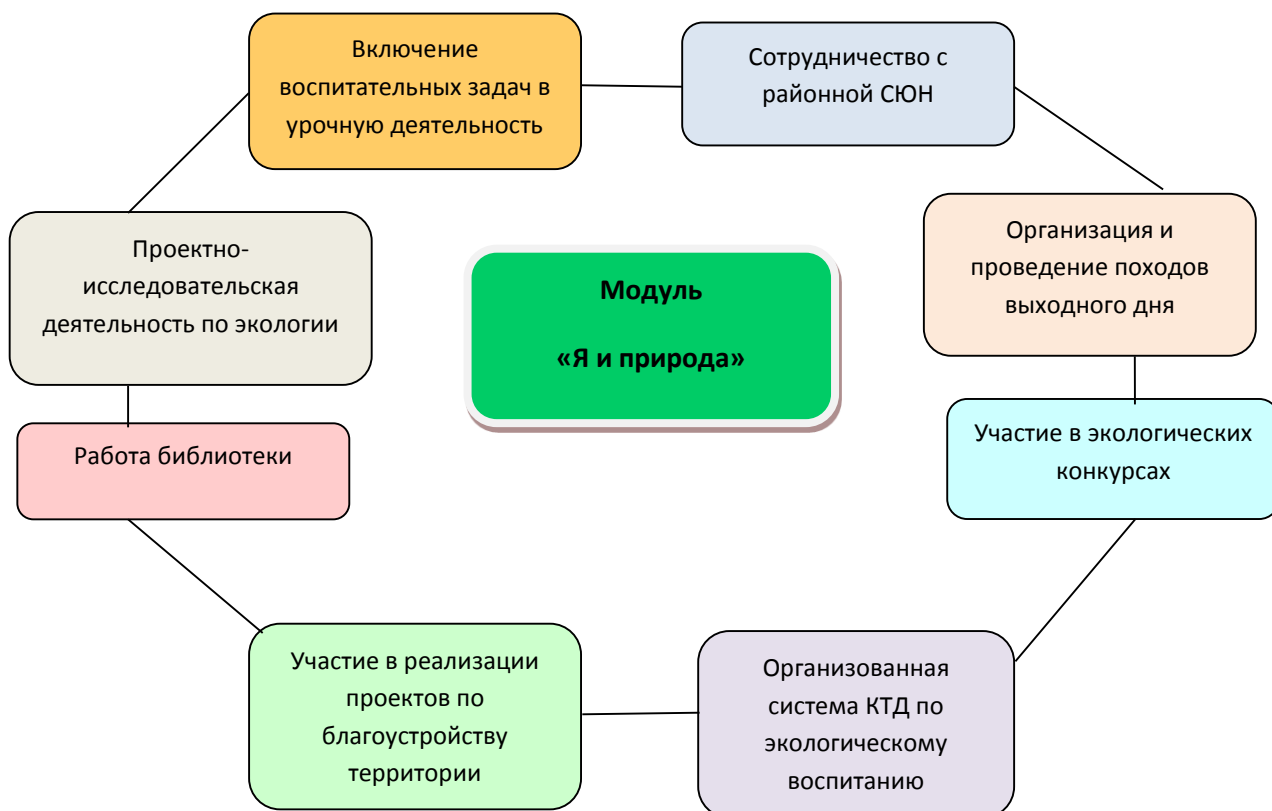 Включение
воспитательных задач в
урочную деятельность
Сотрудничество с
районной СЮН
Проектно-
исследовательская
деятельность по экологии
Модуль
«Я и природа»
Организация и
проведение походов
выходного дня
Работа библиотеки
Участие в экологических
конкурсах
Участие в реализации
проектов по
благоустройству
территории
Организованная
система КТД по
экологическому
воспитанию